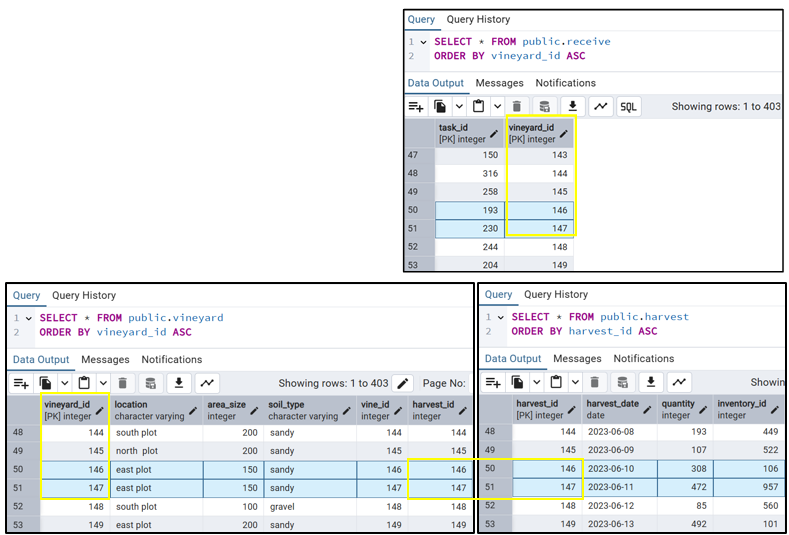 Query Query History
1 SELECT * FROM public.receive
2 ORDER BY vineyard_id ASC
Data Output Messages Notifications
SQL Showing rows: 1 to 403
task_id vineyard_id
[PK] integer [PK] integer
47 150 143
48 316 144
49 258 145
50 193 146
51 230 147
52 244 148
53 204 149
Query Query History
1 SELECT * FROM public.vineyard
2 ORDER BY vineyard_id ASC
Data Output Messages Notifications
Showing rows: 1 to 403 Page No:
vineyard_id location area_size soil_type vine_id harvest_id
[PK] integer character varying integer character varying integer integer
48 144 south plot 200 sandy 144 144
49 145 north plot 200 sandy 145 145
50 146 east plot 150 sandy 146 146
51 147 east plot 150 sandy 147 147
52 148 south plot 100 gravel 148 148
53 149 east plot 200 sandy 149 149
Query Query History
1 SELECT * FROM public.harvest
2 ORDER BY harvest_id ASC
Data Output Messages Notifications
Showin
harvest_id harvest_date quantity inventory_id
[PK] integer date integer integer
48 144 2023-06-08 193 449
49 145 2023-06-09 107 522
50 146 2023-06-10 308 106
51 147 2023-06-11 472 957
52 148 2023-06-12 85 560
53 149 2023-06-13 492 101